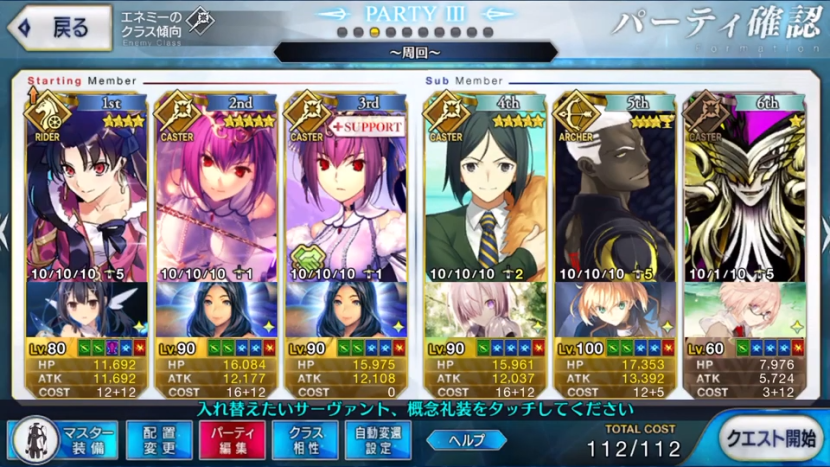 戻る
エネミーの
クラス傾向
Enemy Class
PARTY III
～周回～
パーティ確認
Formation
Starting Member
Sub Member
1st 2nd 3rd 4th 5th 6th
RIDER CASTER CASTER CASTER ARCHER CASTER
+SUPPORT
10/10/10 5 10/10/10 1 10/10/10 1 10/10/10 2 10/10/10 5 10/1/10 5
Lv.80 Lv.90 Lv.90 Lv.90 Lv.100 Lv.60
HP 11,692 HP 16,084 HP 15,975 HP 15,961 HP 17,353 HP 7,976
ATK 11,692 ATK 12,177 ATK 12,108 ATK 12,037 ATK 13,392 ATK 5,724
COST 12+12 COST 16+12 COST 0 COST 16+12 COST 12+5 COST 3+12
入れ替えたいサーヴァント、概念礼装をタッチしてください
マスター
装備
配置
変更
パーティ
編集
クラス
相性
自動変還
設定
ヘルプ
TOTAL COST
112/112
クエスト開始